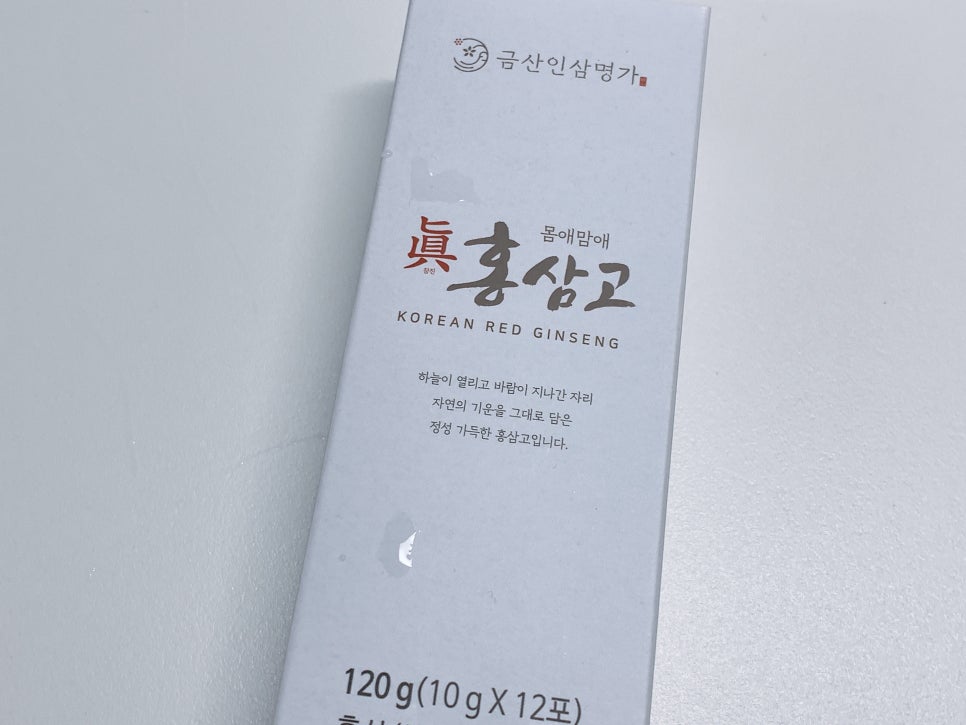 금산인삼명가
몸애맘애
眞 홍삼고
KOREAN RED GINSENG
하늘이 열리고 바람이 지나간 자리
자연의 기운을 그대로 담은
정성 가득한 홍삼고입니다.
120 g(10 g X 12포)